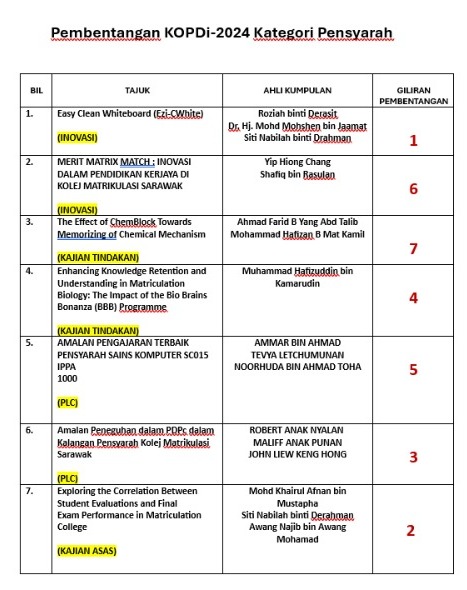 Pembentangan KOPDi-2024 Kategori Pensyarah
BIL TAJUK AHLI KUMPULAN GILIRAN
PEMBENTANGAN
1. Easy Clean Whiteboard (Ezi-CWhite)
(INOVASI)
Roziah binti Derasit
Dr. Hj. Mohd Mohshen bin Jaamat
Siti Nabilah binti Drahman
1
2. MERIT MATRIX MATCH : INOVASI
DALAM PENDIDIKAN KERJAYA DI
KOLEJ MATRIKULASI SARAWAK
(INOVASI)
Yip Hiong Chang
Shafiq bin Rasulan
6
3. The Effect of ChemBlock Towards
Memorizing of Chemical Mechanism
(KAJIAN TINDAKAN)
Ahmad Farid B Yang Abd Talib
Mohammad Hafizan B Mat Kamil
7
4. Enhancing Knowledge Retention and
Understanding in Matriculation
Biology: The Impact of the Bio Brains
Bonanza (BBB) Programme
(KAJIAN TINDAKAN)
Muhammad Hafizuddin bin
Kamarudin
4
5. AMALAN PENGAJARAN TERBAIK
PENSYARAH SAINS KOMPUTER SC015
IPPA
1000
(PLC)
AMMAR BIN AHMAD
TEVYA LETCHUMUNAN
NOORHUDA BIN AHMAD TOHA
5
6. Amalan Peneguhan dalam PDPc dalam
Kalangan Pensyarah Kolej Matrikulasi
Sarawak
(PLC)
ROBERT ANAK NYALAN
MALIFF ANAK PUNAN
JOHN LIEW KENG HONG
3
7. Exploring the Correlation Between
Student Evaluations and Final
Exam Performance in Matriculation
College
(KAJIAN ASAS)
Mohd Khairul Afnan bin
Mustapha
Siti Nabilah binti Derahman
Awang Najib bin Awang
Mohamad
2